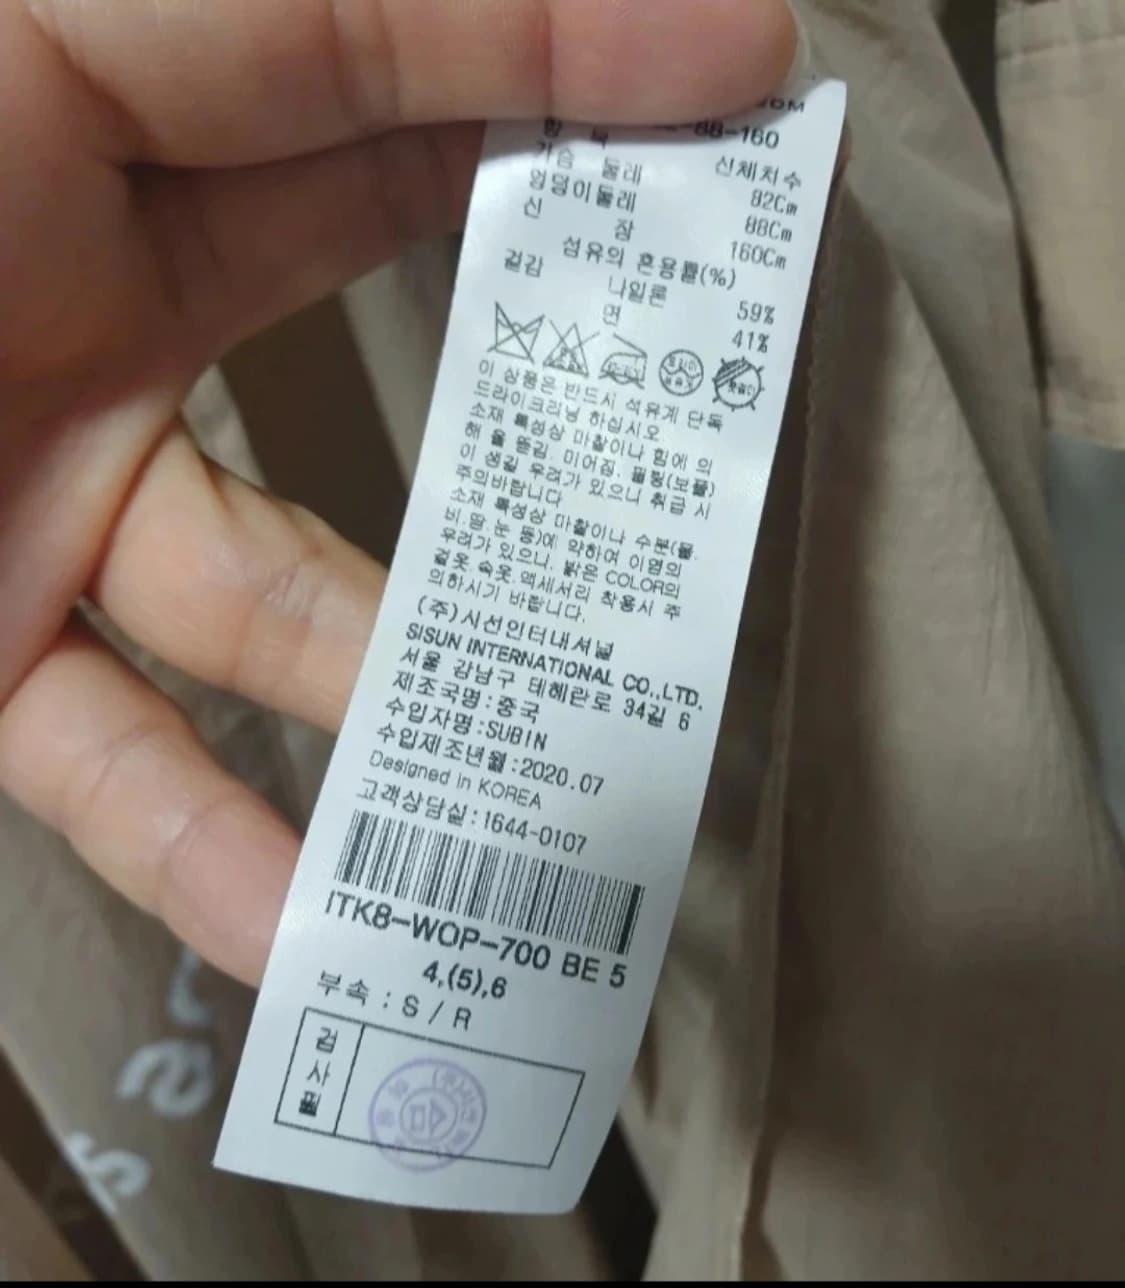 88-160
신체치수
가슴 둘레 82Cm
엉덩이둘레 88Cm
신 장 160Cm
섬유의 혼용률(%)
겉감 나일론 59%
면 41%
이 상품은 반드시 석유계 단독
드라이크리닝 하십시오
소재 특성상 마찰이나 힘에 의
해 올 뜯김, 미어짐, 필링(보풀)
이 생길 우려가 있으니 취급 시
주의바랍니다
소재 특성상 마찰이나 수분(물.
비.땀.눈 등)에 약하여 이염의
우려가 있으니, 밝은 COLOR의
겉옷.속옷.액세서리 착용시 주
의하시기 바랍니다.
(주)시선인터내셔널
SISUN INTERNATIONAL CO.,LTD.
서울 강남구 테헤란로 34길 6
제조국명:중국
수입자명:SUBIN
수입제조년월:2020.07
Designed in KOREA
고객상담실:1644-0107
ITK8-WOP-700 BE 5
4,(5),6
부속 : S / R
검사필